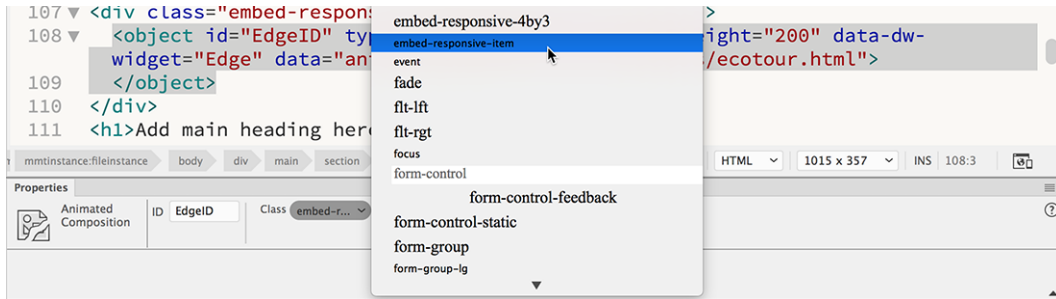 107 <div class="embed-respons >
108 <object id="EdgeID" typ ight="200" data-dw-
widget="Edge" data="an /ecotour.html">
109 </object>
110 </div>
111 <h1>Add main heading here
embed-responsive-4by3
embed-responsive-item
event
fade
flt-lft
flt-rgt
focus
form-control
form-control-feedback
form-control-static
form-group
form-group-lg
mmtinstance:fileinstance body div main section HTML 1015 x 357 INS 108:3
Properties
Animated
Composition
ID EdgeID Class embed-r...